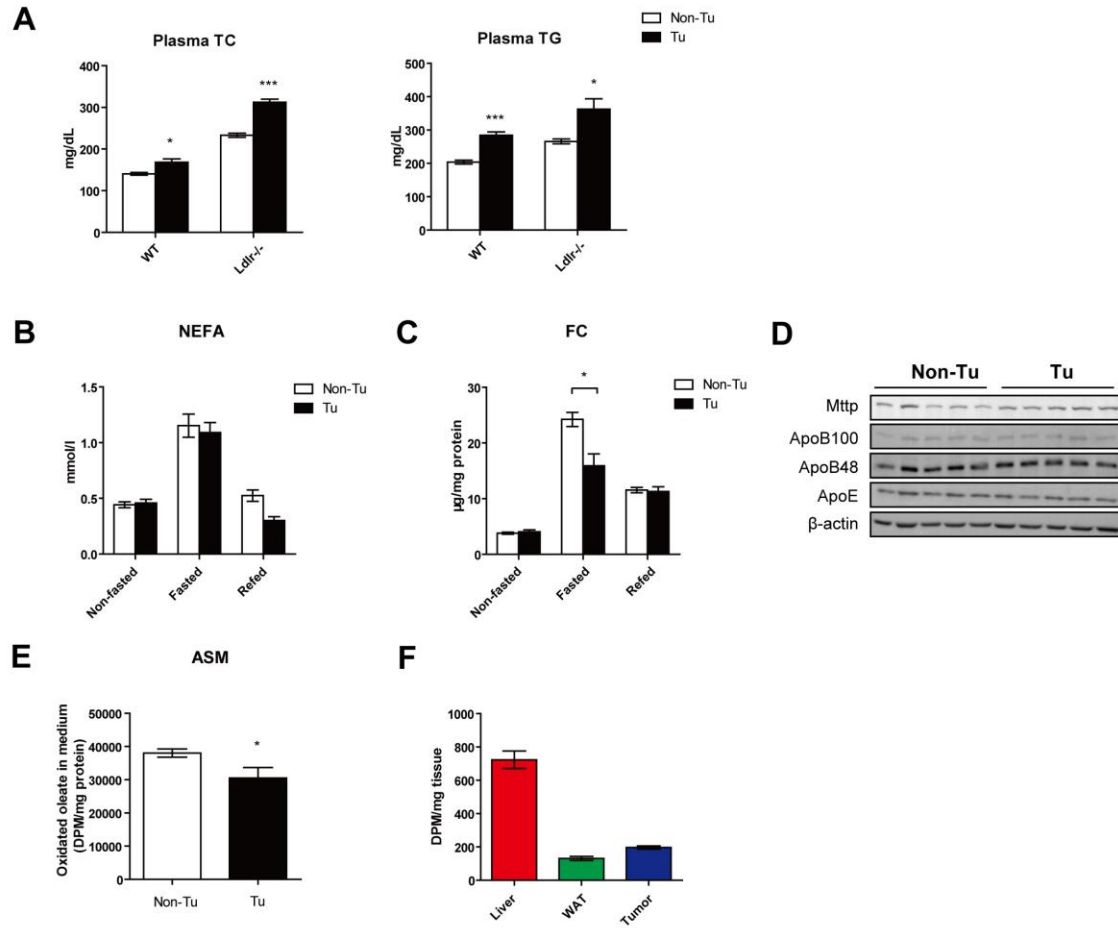 A
Plasma TC
Plasma TG
Non-Tu
Tu
mg/dL
400
300
200
100
0
*
***
WT
Ldlr-/-
mg/dL
500
400
300
200
100
0
***
*
WT
Ldlr-/-
B
NEFA
Non-Tu
Tu
mmol/l
1.5
1.0
0.5
0.0
Non-fasted
Fasted
Refed
C
FC
Non-Tu
Tu
µg/mg protein
30
20
10
0
*
Non-fasted
Fasted
Refed
D
Non-Tu Tu
Mttp
ApoB100
ApoB48
ApoE
β-actin
E
ASM
Oxidated oleate in medium
(DPM/mg protein)
50000
40000
30000
20000
10000
0
*
Non-Tu
Tu
F
DPM/mg tissue
1000
800
600
400
200
0
Liver
WAT
Tumor